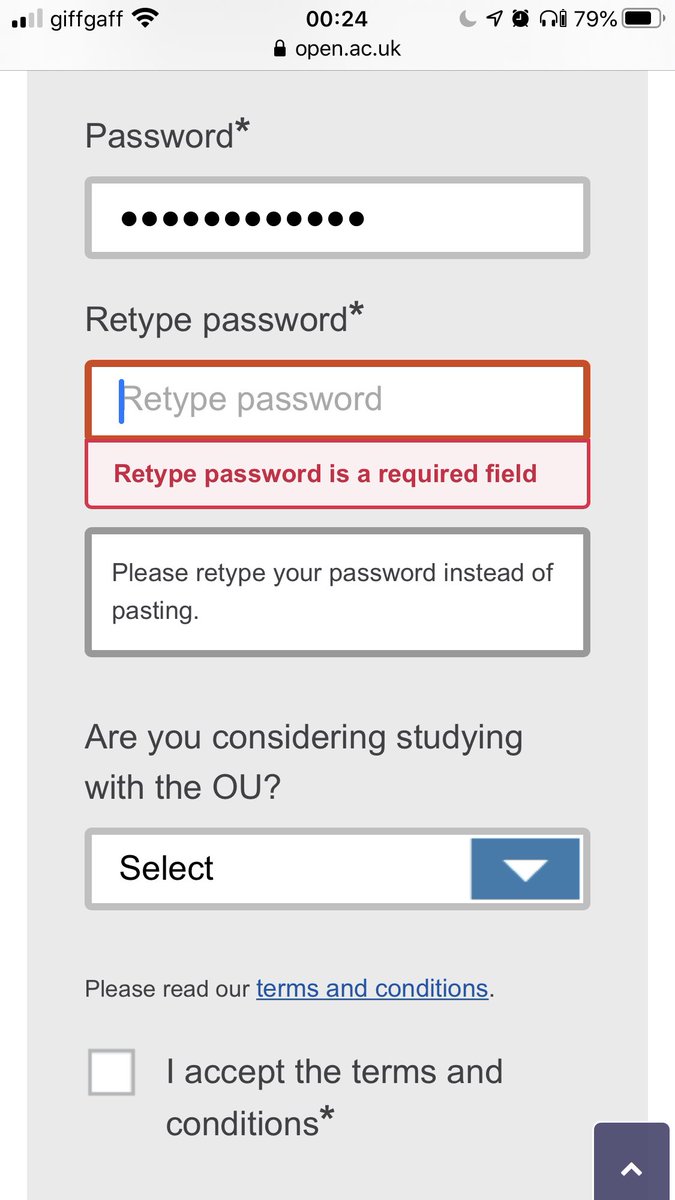 giffgaff 00:24 79%
open.ac.uk
Password*
••••••••••••
Retype password*
Retype password
Retype password is a required field
Please retype your password instead of
pasting.
Are you considering studying
with the OU?
Select
Please read our terms and conditions.
I accept the terms and
conditions*